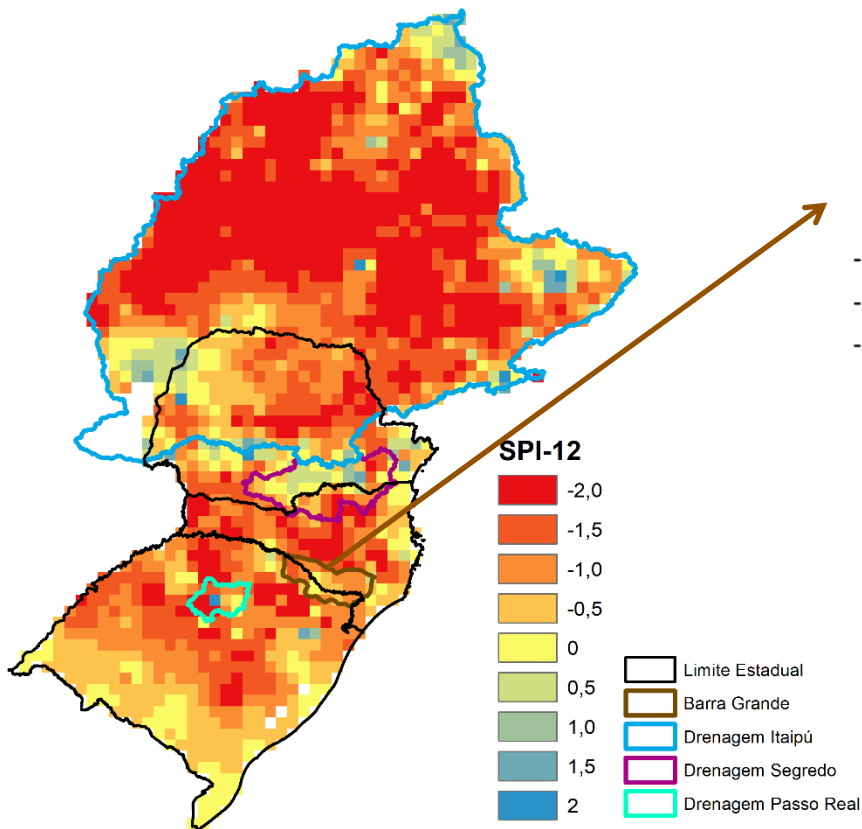 SPI-12
-2,0
-1,5
-1,0
-0,5
0
0,5
1,0
1,5
2
Limite Estadual
Barra Grande
Drenagem Itaipú
Drenagem Segredo
Drenagem Passo Real